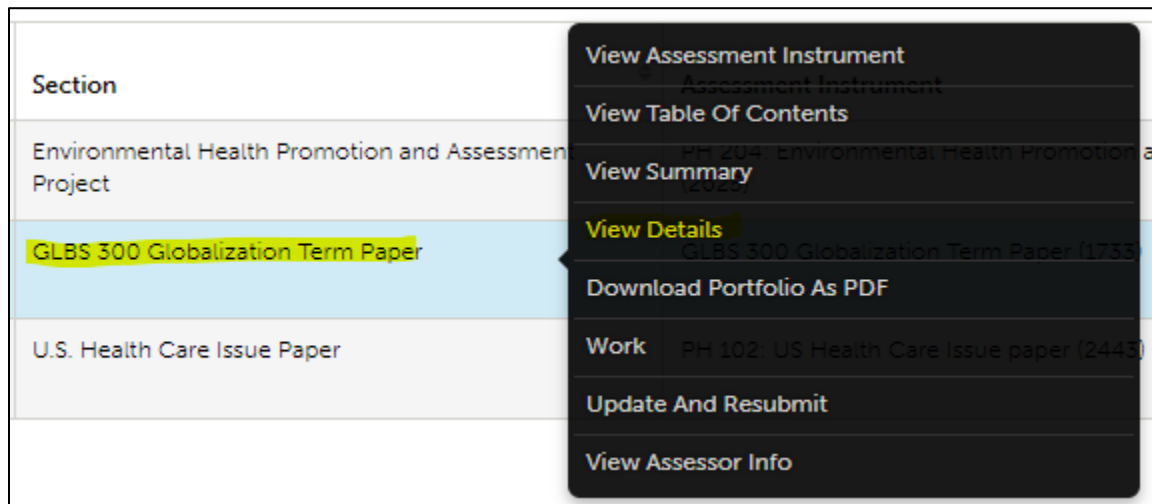 Section
Assessment Instrument
Environmental Health Promotion and Assessment
Project
PH 204: Environmental Health Promotion a
GLBS 300 Globalization Term Paper
GLBS 300 Globalization Term Paper (1733)
U.S. Health Care Issue Paper
PH 102: US Health Care Issue paper (2443)
View Assessment Instrument
View Table Of Contents
View Summary
View Details
Download Portfolio As PDF
Work
Update And Resubmit
View Assessor Info